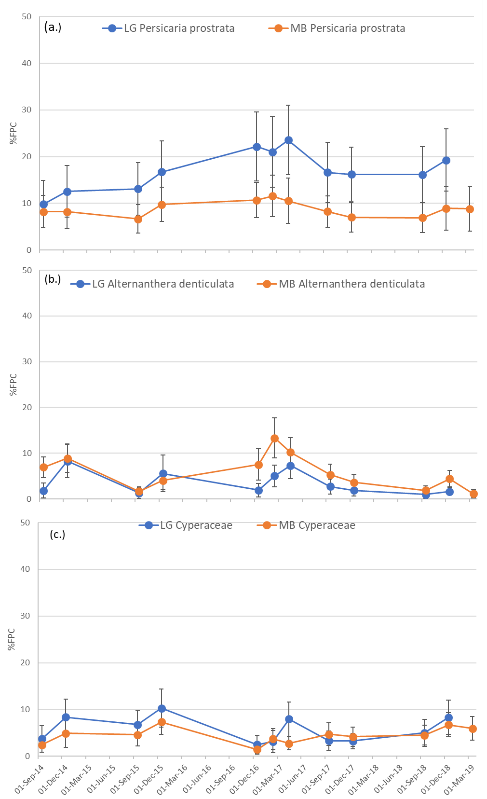 50
(a.)
LG Persicaria prostrata
MB Persicaria prostrata
40
30
%FPC
20
10
0
50
(b.)
LG Alternanthera denticulata
MB Alternanthera denticulata
40
30
%FPC
20
10
0
50
(c.)
LG Cyperaceae
MB Cyperaceae
40
30
%FPC
20
10
0
01-Sep-14
01-Dec-14
01-Mar-15
01-Jun-15
01-Sep-15
01-Dec-15
01-Mar-16
01-Jun-16
01-Sep-16
01-Dec-16
01-Mar-17
01-Jun-17
01-Sep-17
01-Dec-17
01-Mar-18
01-Jun-18
01-Sep-18
01-Dec-18
01-Mar-19